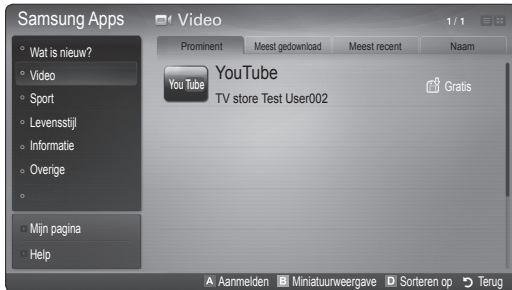 Samsung Apps
Video
1/1
Wat is nieuw?
Video
Sport
Levensstijl
Informatie
Overige
Mijn pagina
Help
Prominent
Meest gedownload
Meest recent
Naam
You Tube
YouTube
TV store Test User002
Gratis
A Aanmelden B Miniatuurweergave D Sorteren op Terug